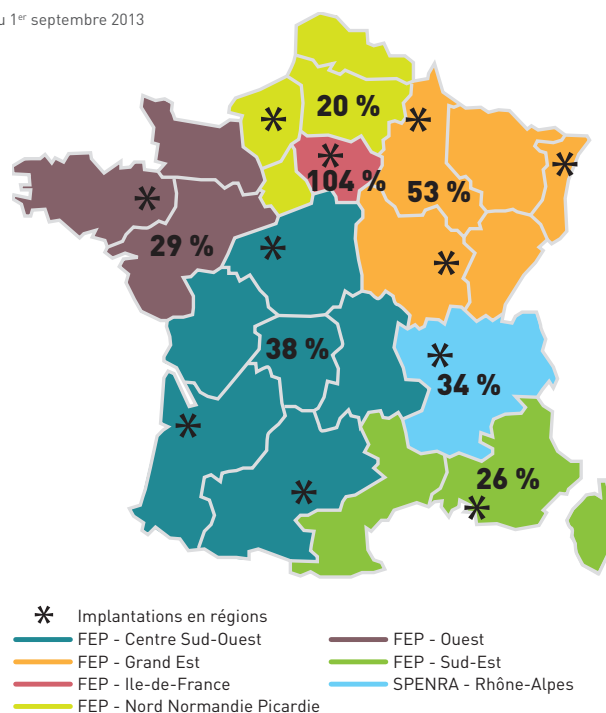 u 1er septembre 2013
20 %
104 %
53 %
29 %
38 %
34 %
26 %
Implantations en régions
FEP - Centre Sud-Ouest
FEP - Ouest
FEP - Grand Est
FEP - Sud-Est
FEP - Ile-de-France
SPENRA - Rhône-Alpes
FEP - Nord Normandie Picardie